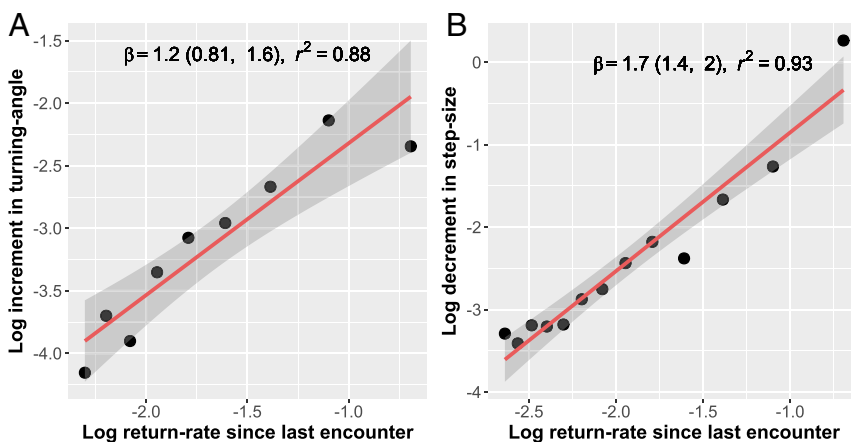 A
β= 1.2 (0.81, 1.6), r² = 0.88
Log increment in turning-angle
-1.5
-2.0
-2.5
-3.0
-3.5
-4.0
-2.0 -1.5 -1.0
Log return-rate since last encounter
B
β= 1.7 (1.4, 2), r² = 0.93
Log decrement in step-size
0
-1
-2
-3
-4
-2.5 -2.0 -1.5 -1.0
Log return-rate since last encounter